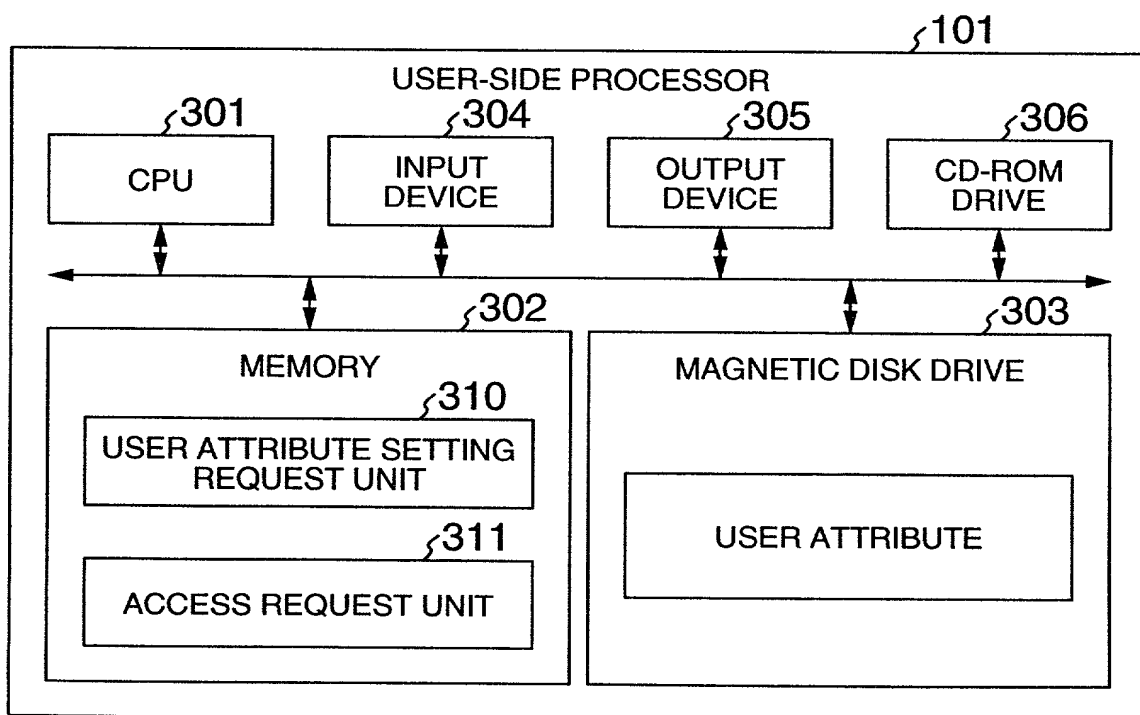 101
USER-SIDE PROCESSOR
301
304
305
306
CPU
INPUT
DEVICE
OUTPUT
DEVICE
CD-ROM
DRIVE
302
303
MEMORY
MAGNETIC DISK DRIVE
310
USER ATTRIBUTE SETTING
REQUEST UNIT
USER ATTRIBUTE
311
ACCESS REQUEST UNIT